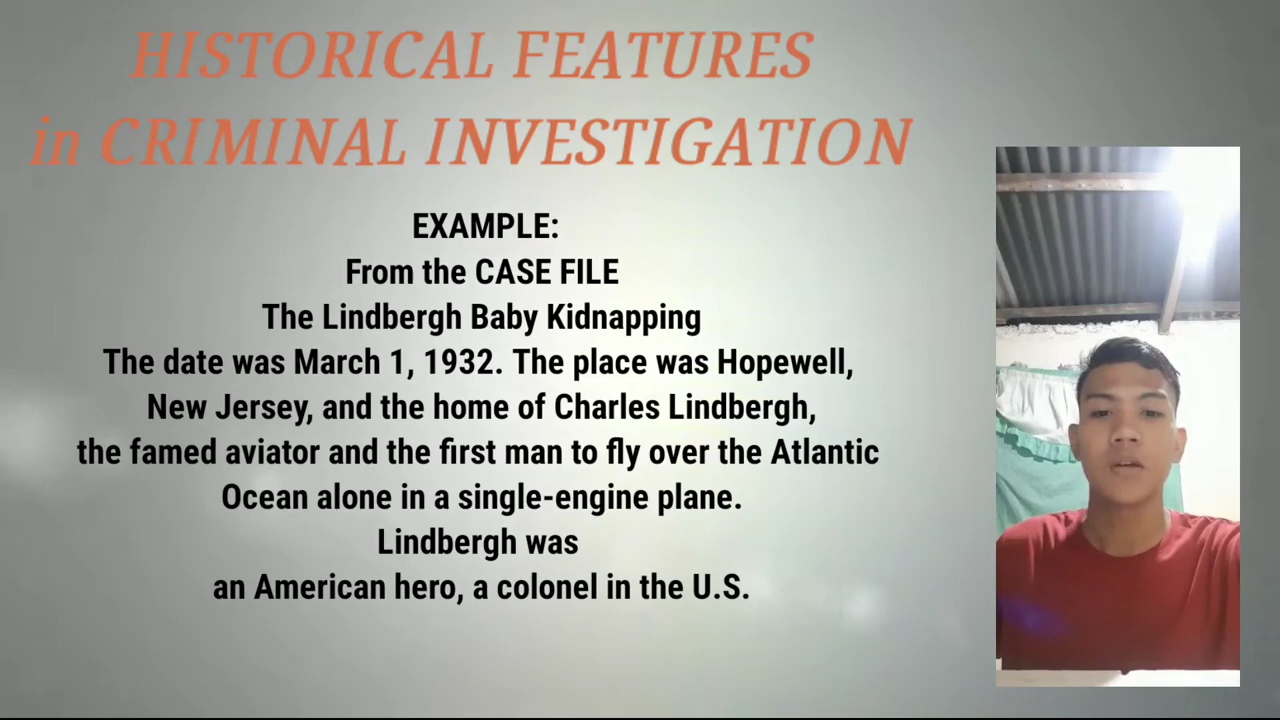 HISTORICAL FEATURES
in CRIMINAL INVESTIGATION
EXAMPLE:
From the CASE FILE
The Lindbergh Baby Kidnapping
The date was March 1, 1932. The place was Hopewell,
New Jersey, and the home of Charles Lindbergh,
the famed aviator and the first man to fly over the Atlantic
Ocean alone in a single-engine plane.
Lindbergh was
an American hero, a colonel in the U.S.